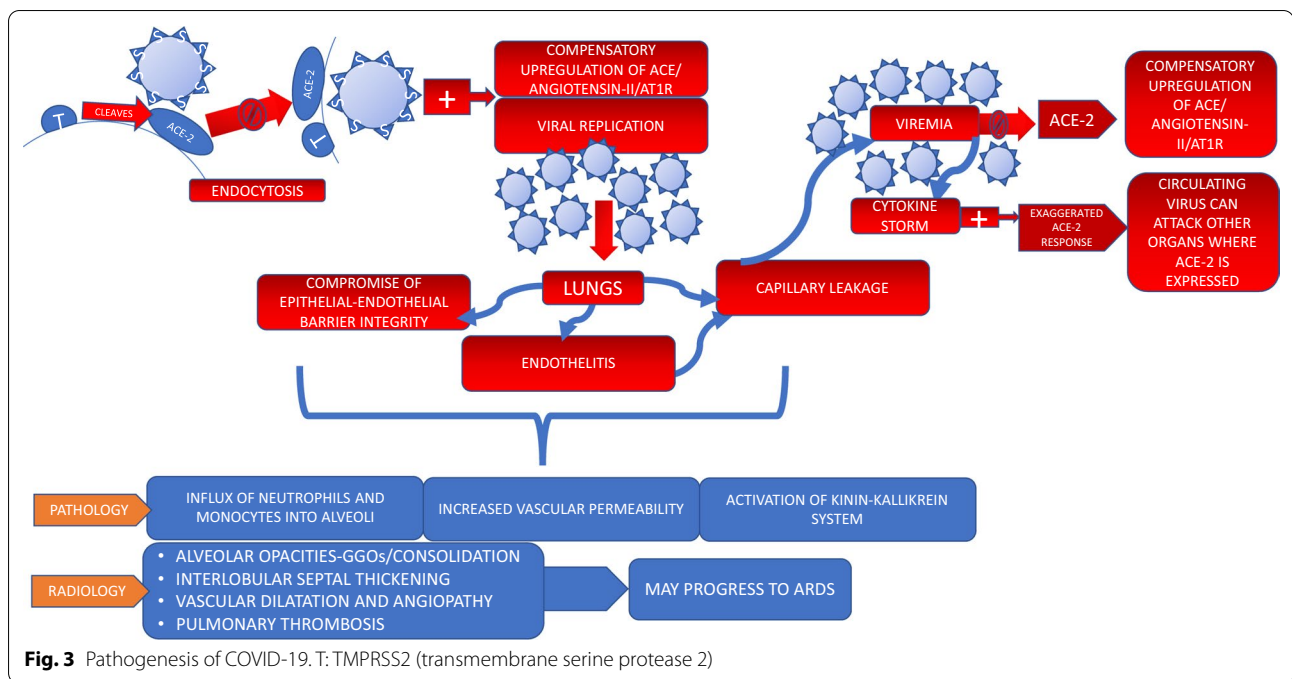 S S S S S S
T
CLEAVES
ACE-2
ENDOCYTOSIS
ACE-2
T
S S S S S S
+
COMPENSATORY
UPREGULATION OF ACE/
ANGIOTENSIN-II/AT1R
VIRAL REPLICATION
LUNGS
COMPROMISE OF
EPITHELIAL-ENDOTHELIAL
BARRIER INTEGRITY
ENDOTHELITIS
CAPILLARY LEAKAGE
VIREMIA
ACE-2
COMPENSATORY
UPREGULATION
OF ACE/
ANGIOTENSIN-
II/AT1R
CYTOKINE
STORM
+
EXAGGERATED
ACE-2
RESPONSE
CIRCULATING
VIRUS CAN
ATTACK OTHER
ORGANS WHERE
ACE-2 IS
EXPRESSED
PATHOLOGY
INFLUX OF NEUTROPHILS AND
MONOCYTES INTO ALVEOLI
INCREASED VASCULAR PERMEABILITY
ACTIVATION OF KININ-KALLIKREIN
SYSTEM
RADIOLOGY
• ALVEOLAR OPACITIES-GGOs/CONSOLIDATION
• INTERLOBULAR SEPTAL THICKENING
• VASCULAR DILATATION AND ANGIOPATHY
• PULMONARY THROMBOSIS
MAY PROGRESS TO ARDS
Fig. 3 Pathogenesis of COVID-19. T: TMPRSS2 (transmembrane serine protease 2)